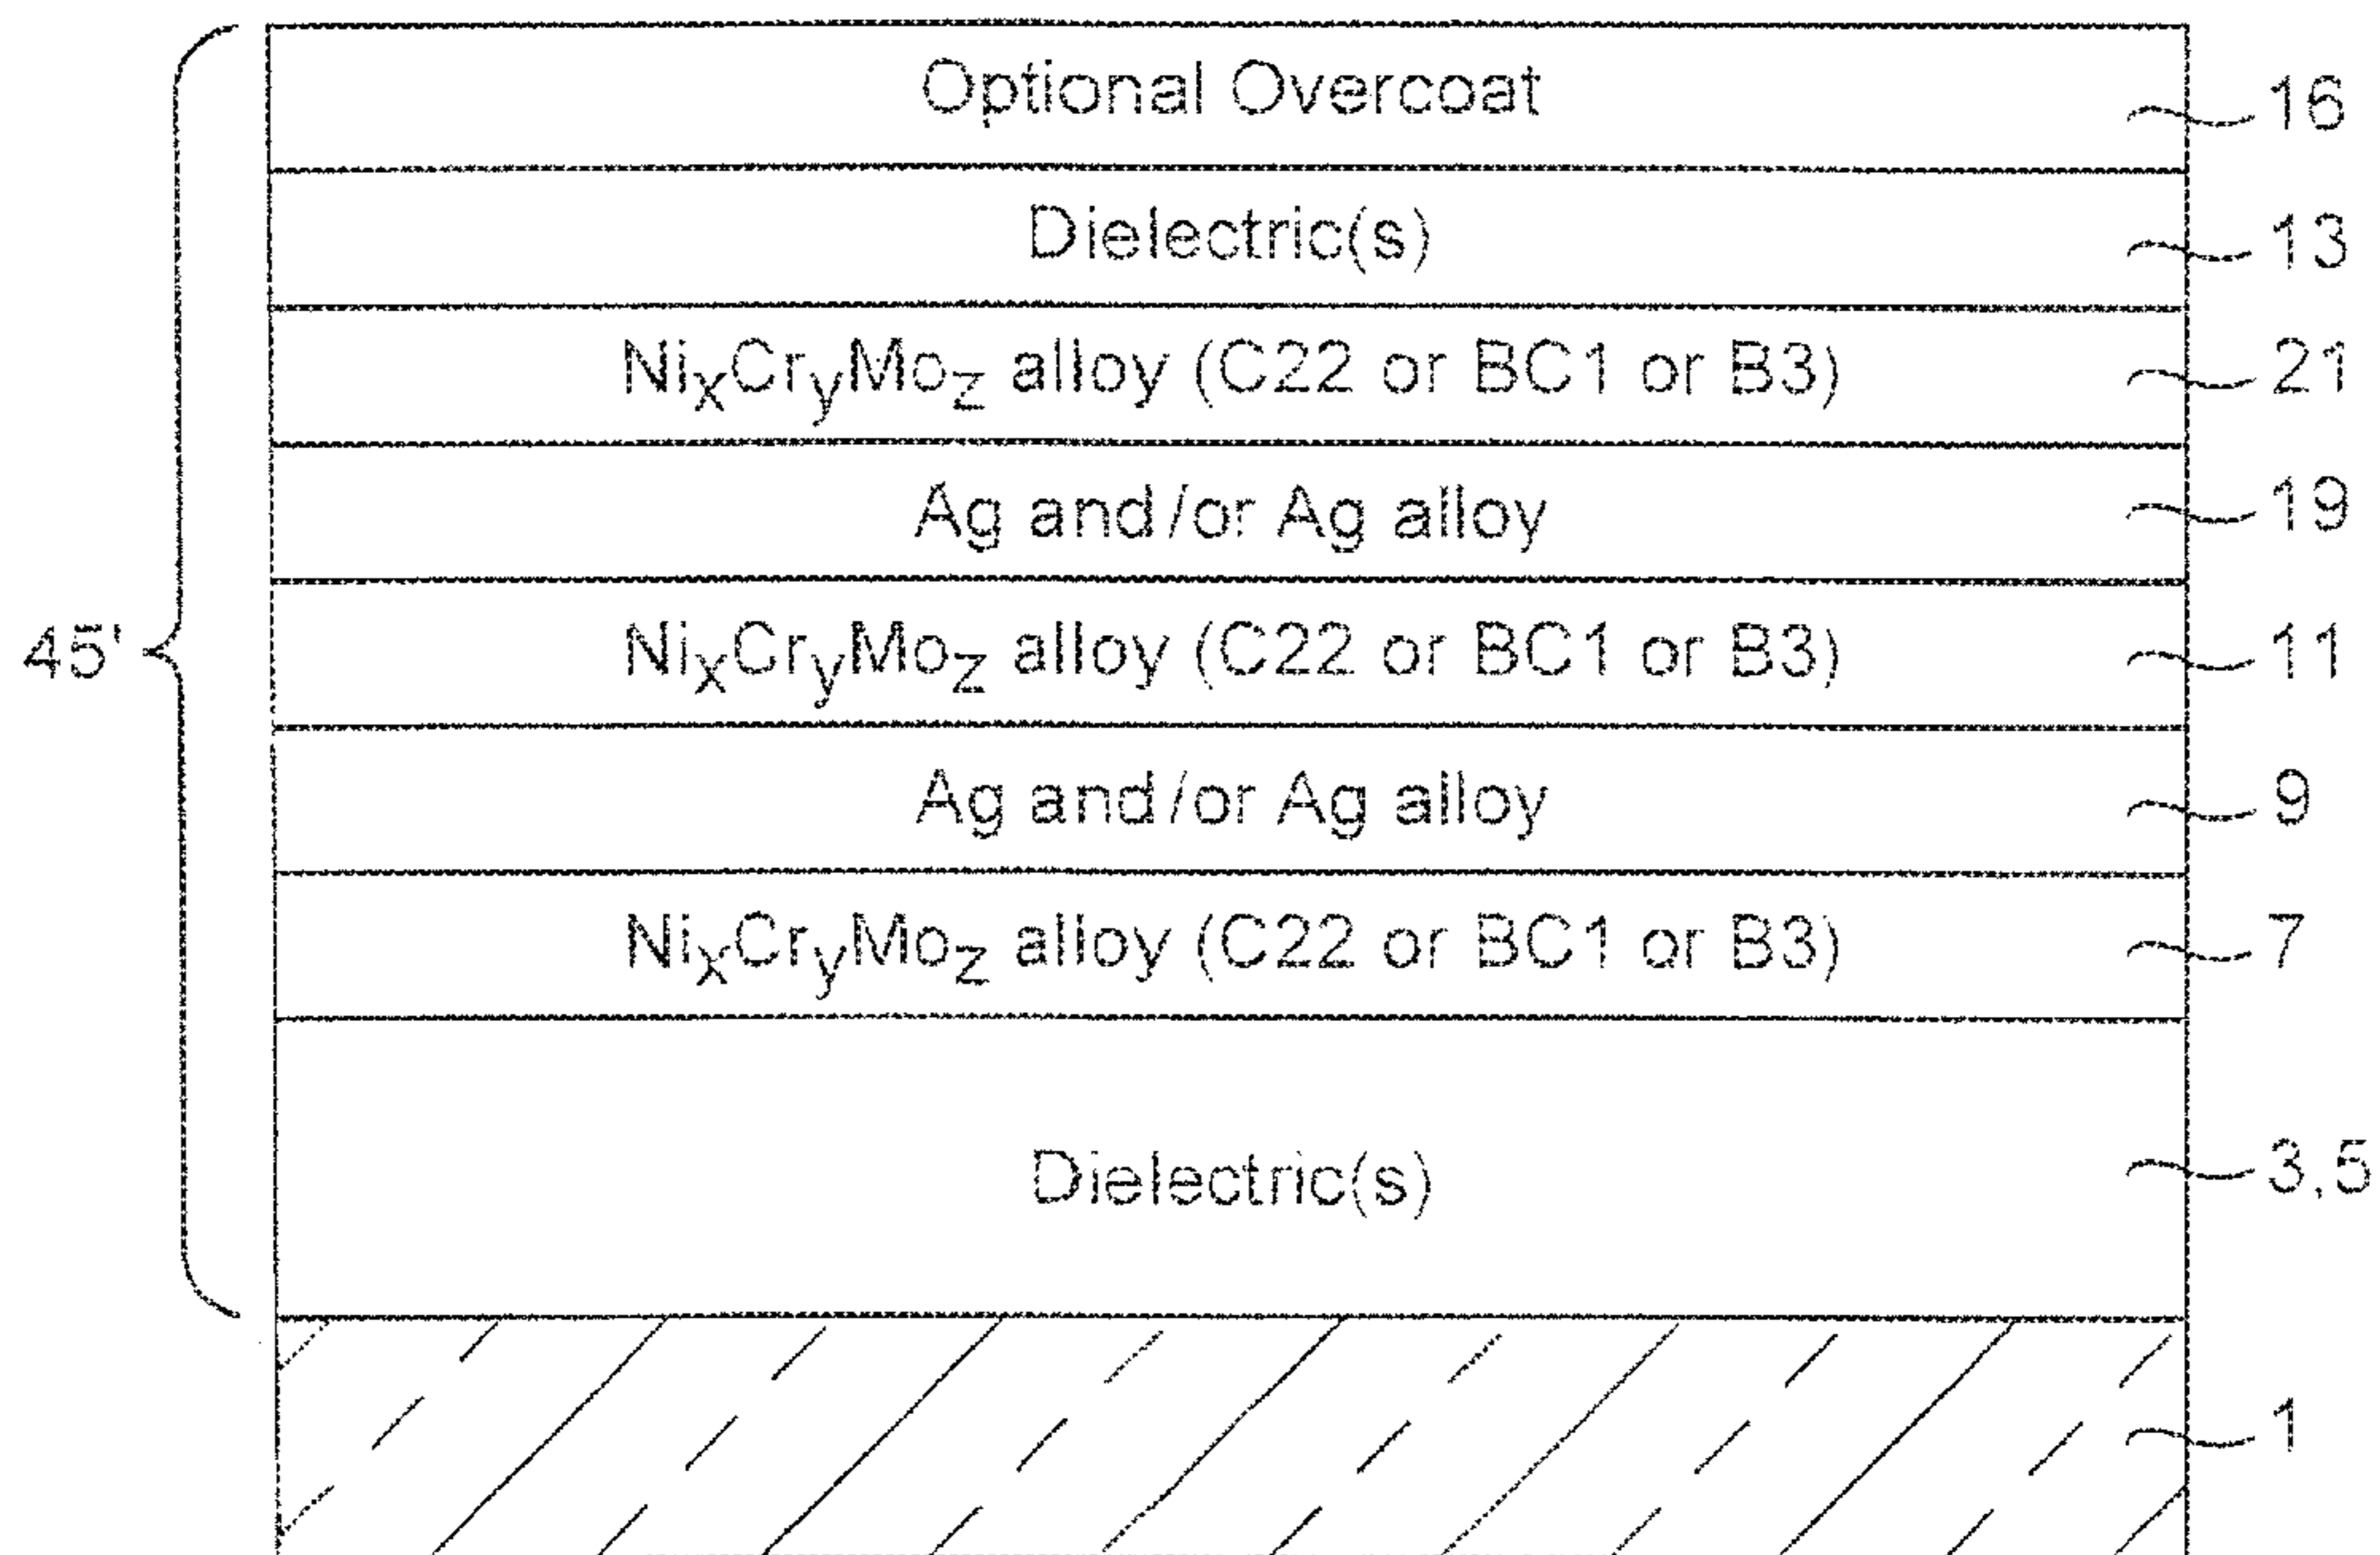 Optional Overcoat 16
Dielectric(s) 13
NixCryMoz alloy (C22 or BC1 or B3) 21
Ag and/or Ag alloy 19
45' NixCryMoz alloy (C22 or BC1 or B3) 11
Ag and/or Ag alloy 9
NixCryMoz alloy (C22 or BC1 or B3) 7
Dielectric(s) 3,5
1